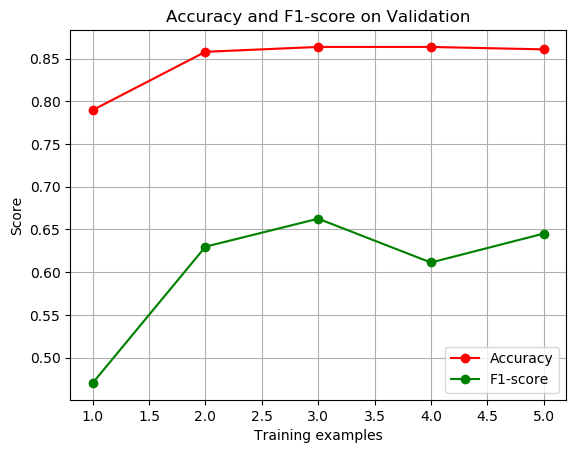 Accuracy and F1-score on Validation
0.85
0.80
0.75
0.70
0.65
0.60
0.55
0.50
Score
Accuracy
F1-score
1.0 1.5 2.0 2.5 3.0 3.5 4.0 4.5 5.0
Training examples